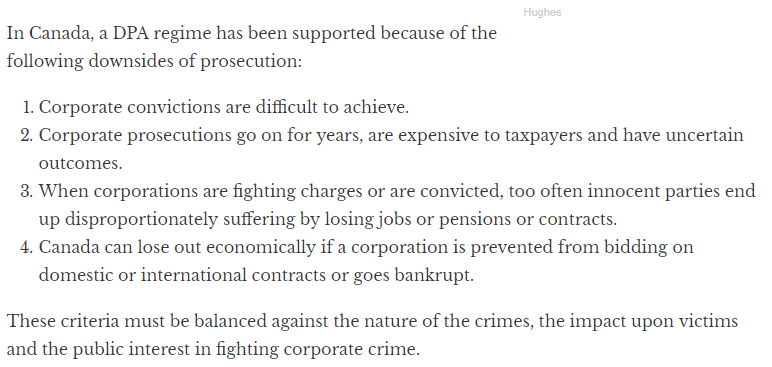 Hughes
In Canada, a DPA regime has been supported because of the
following downsides of prosecution:
1. Corporate convictions are difficult to achieve.
2. Corporate prosecutions go on for years, are expensive to taxpayers and have uncertain
outcomes.
3. When corporations are fighting charges or are convicted, too often innocent parties end
up disproportionately suffering by losing jobs or pensions or contracts.
4. Canada can lose out economically if a corporation is prevented from bidding on
domestic or international contracts or goes bankrupt.
These criteria must be balanced against the nature of the crimes, the impact upon victims
and the public interest in fighting corporate crime.